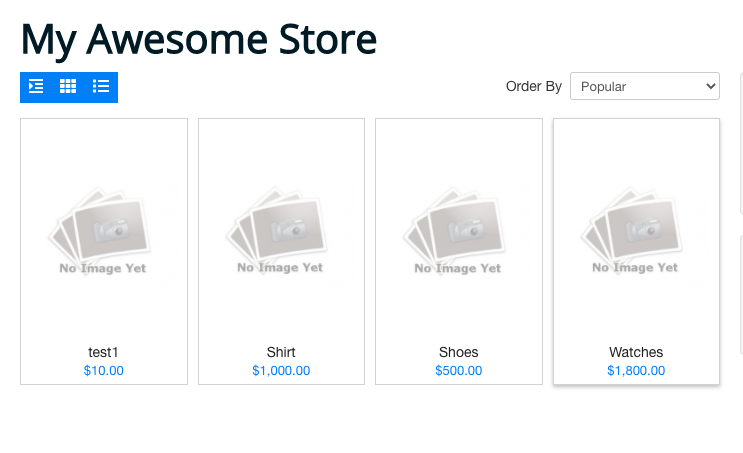 My Awesome Store
Order By Popular
No Image Yet No Image Yet No Image Yet No Image Yet
test1 Shirt Shoes Watches
$10.00 $1,000.00 $500.00 $1,800.00